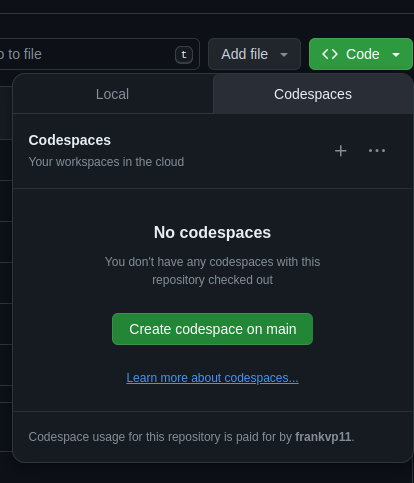 to file
t
Add file
Code
Local
Codespaces
Codespaces
Your workspaces in the cloud
No codespaces
You don't have any codespaces with this
repository checked out
Create codespace on main
Learn more about codespaces...
Codespace usage for this repository is paid for by frankvp11.